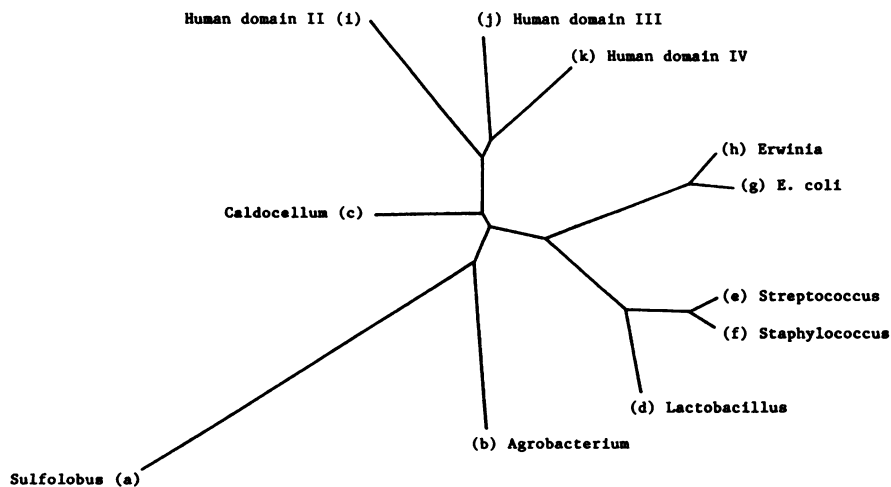 Human domain II (i)
(j) Human domain III
(k) Human domain IV
(h) Erwinia
(g) E. coli
Caldocellum (c)
(e) Streptococcus
(f) Staphylococcus
(d) Lactobacillus
(b) Agrobacterium
Sulfolobus (a)